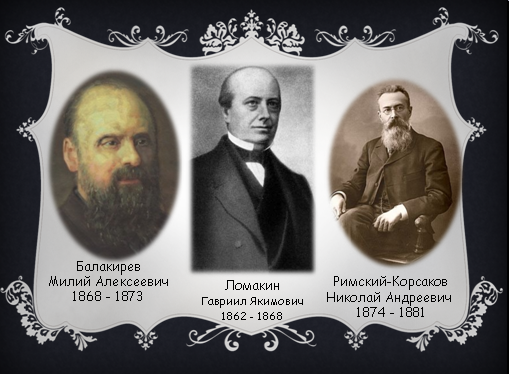 Балакирев
Милий Алексеевич
1868 - 1873
Ломакин
Гавриил Якимович
1862 - 1868
Римский-Корсаков
Николай Андреевич
1874 - 1881